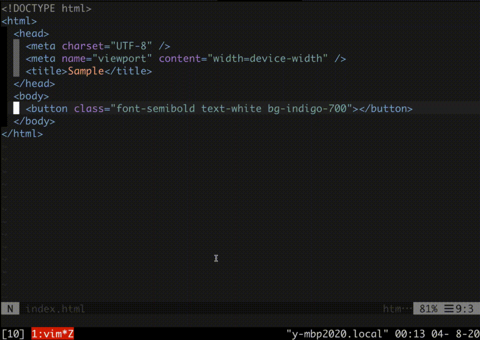 <!DOCTYPE html>
<html>
  <head>
    <meta charset="UTF-8" />
    <meta name="viewport" content="width=device-width" />
    <title>Sample</title>
  </head>
  <body>
    <button class="font-semibold text-white bg-indigo-700"></button>
  </body>
</html>
N index.html htm… 81% ☰9:3
[10] 1:vim*Z "y-mbp2020.local" 00:13 04- 8-20